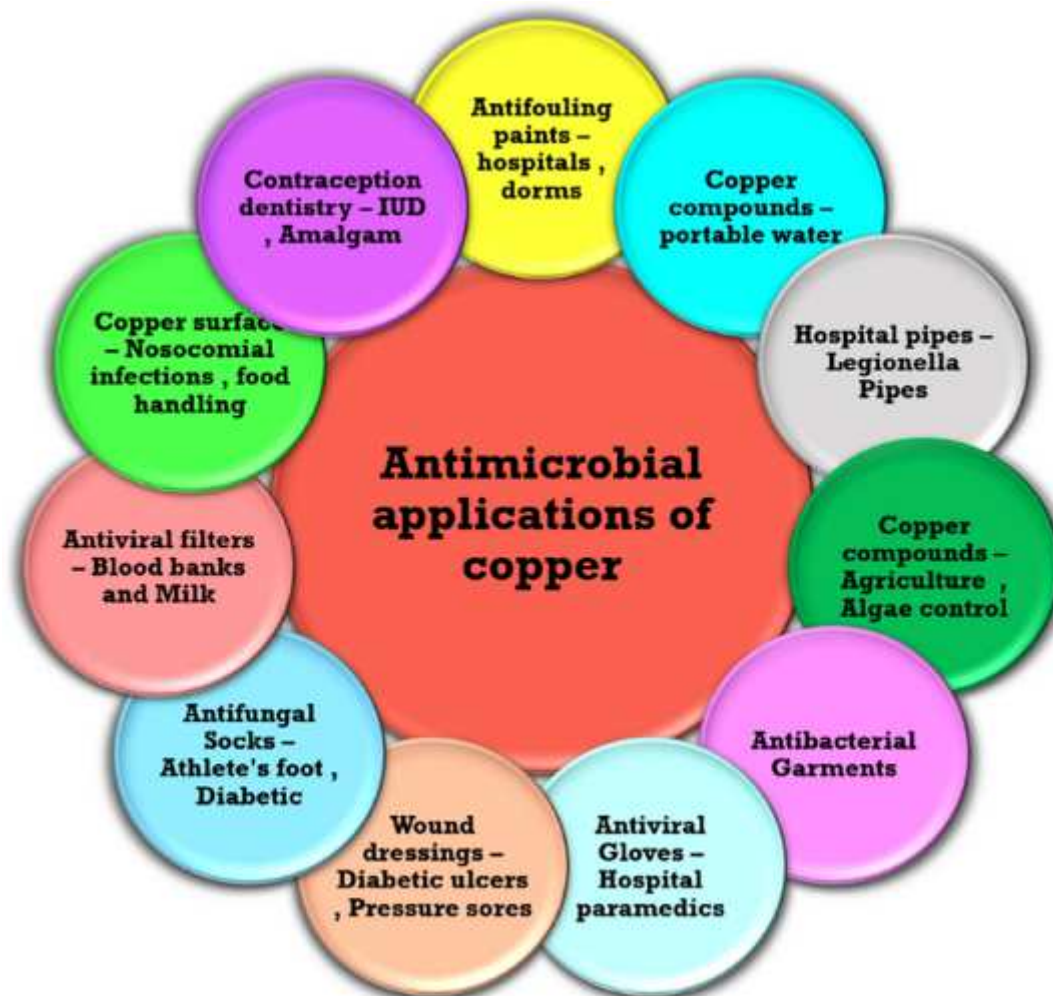 Antimicrobial
applications of
copper
Antifouling
paints –
hospitals ,
dorms
Copper
compounds –
portable water
Hospital pipes –
Legionella
Pipes
Copper
compounds –
Agriculture ,
Algae control
Antibacterial
Garments
Antiviral
Gloves –
Hospital
paramedics
Wound
dressings –
Diabetic ulcers
, Pressure sores
Antifungal
Socks –
Athlete's foot ,
Diabetic
Antiviral filters
– Blood banks
and Milk
Copper surface
– Nosocomial
infections , food
handling
Contraception
dentistry – IUD
, Amalgam